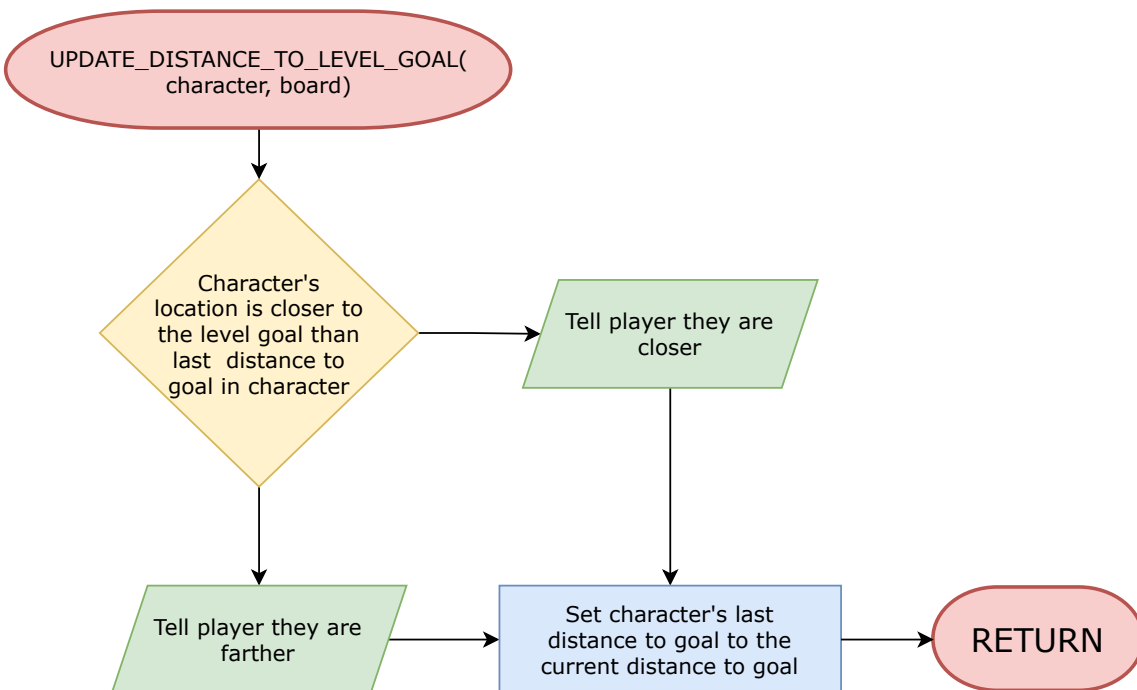 UPDATE_DISTANCE_TO_LEVEL_GOAL(
character, board)
Character's
location is closer to
the level goal than
last  distance to
goal in character
Tell player they are
closer
Tell player they are
farther
Set character's last
distance to goal to the
current distance to goal
RETURN